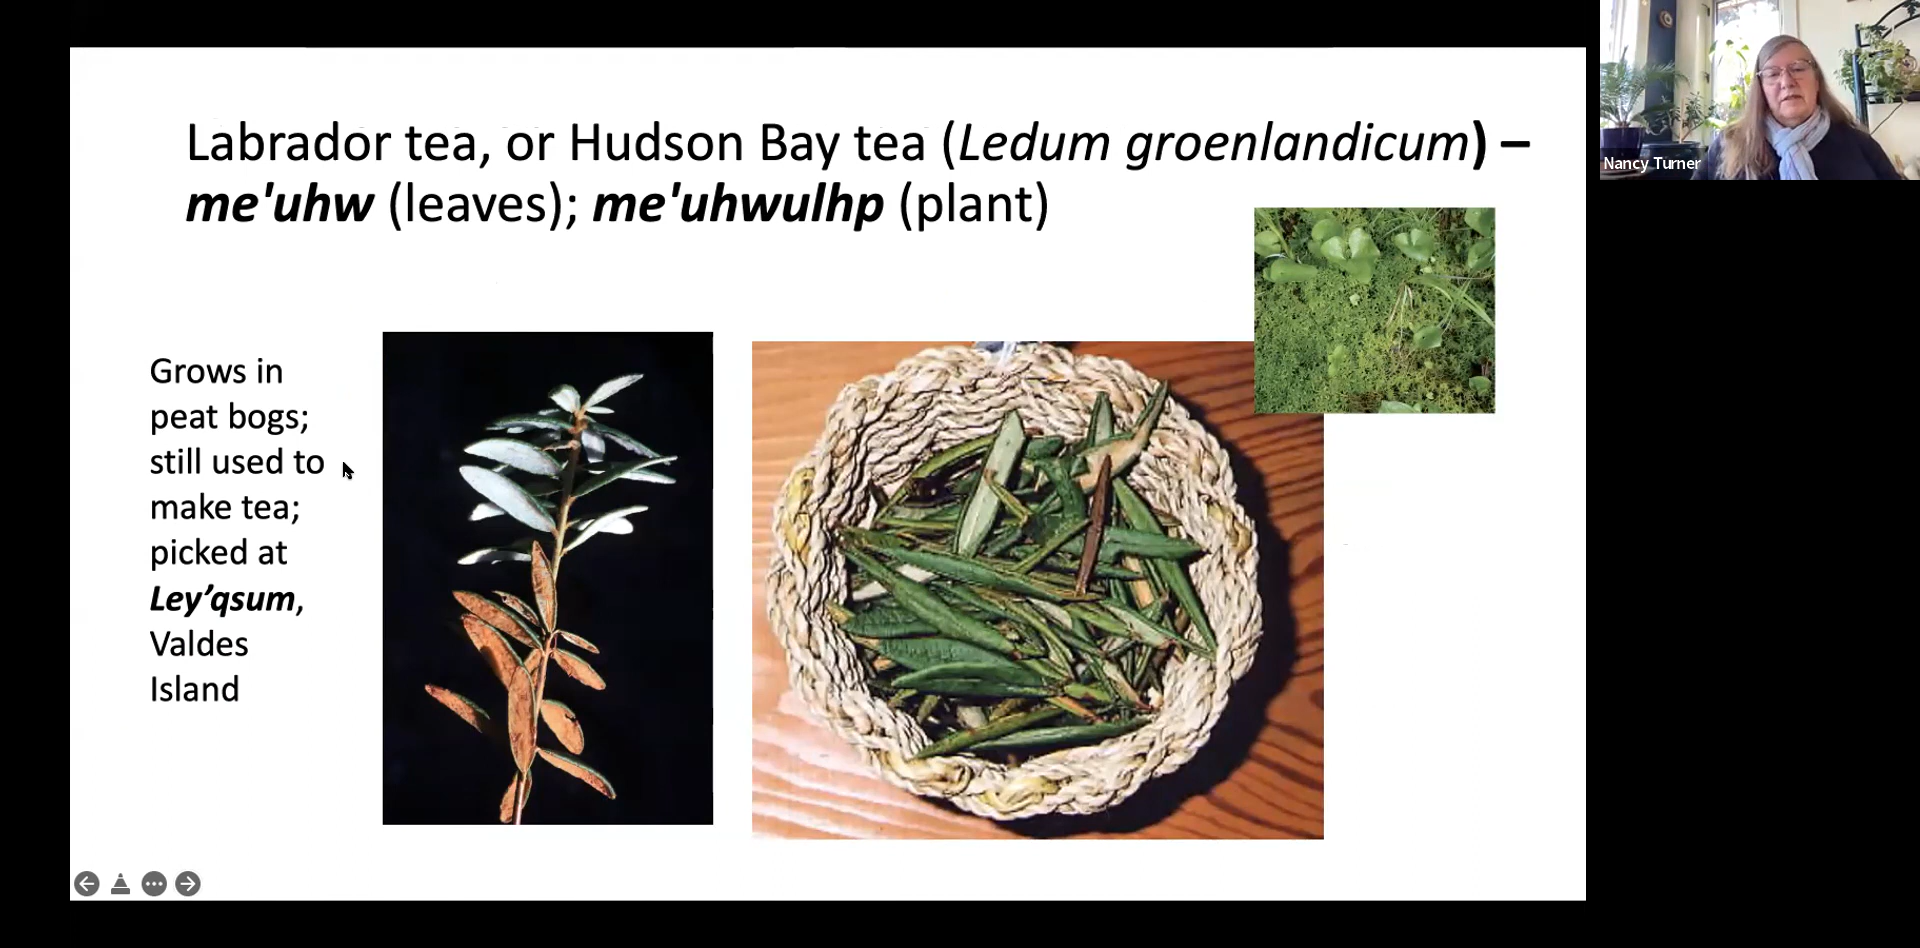 Labrador tea, or Hudson Bay tea (Ledum groenlandicum) –
me'uhw (leaves); me'uhwulhp (plant)
Grows in
peat bogs;
still used to
make tea;
picked at
Ley’qsum,
Valdes
Island
Nancy Turner